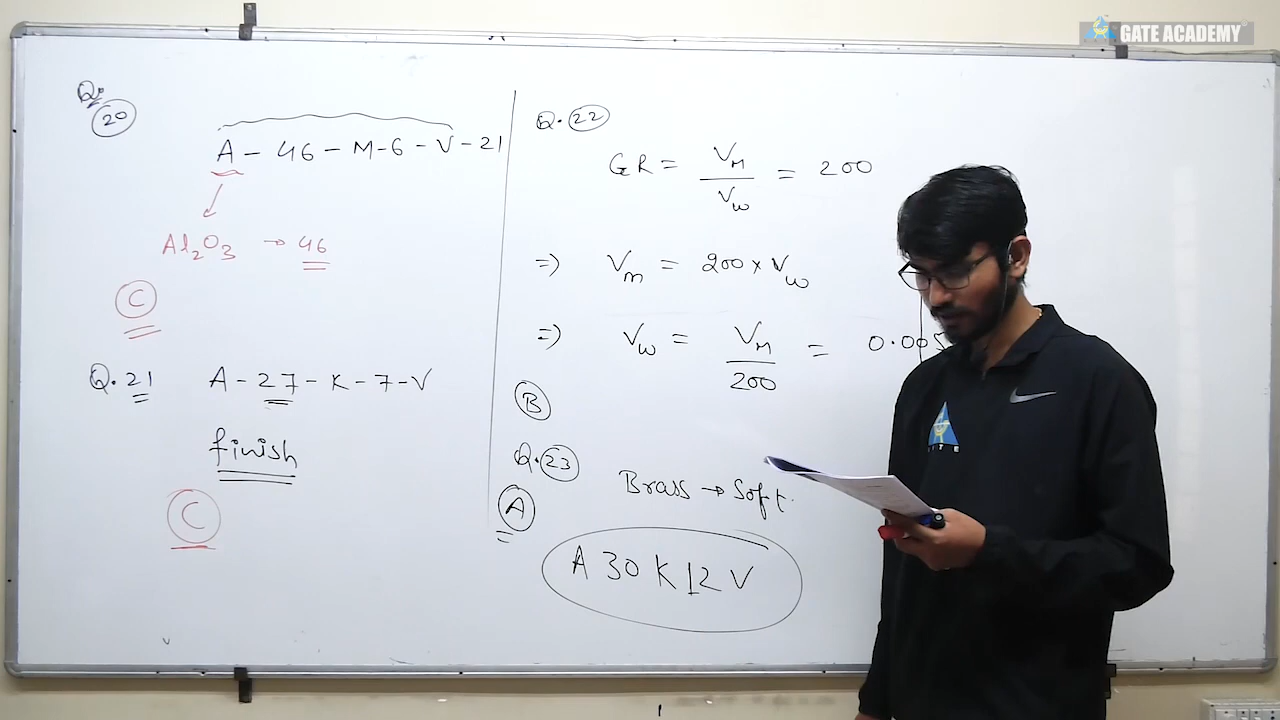 GATE ACADEMY
Q.
20
A - 46 - M - 6 - V - 21
Al2O3 → 46
C
Q. 21 A - 27 - K - 7 - V
finish
C
Q. 22
GR = VM / Vw = 200
⇒ Vm = 200 × Vw
⇒ Vw = VM / 200 = 0.005
B
Q. 23
Brass → Soft.
A
A 30 K 12 V